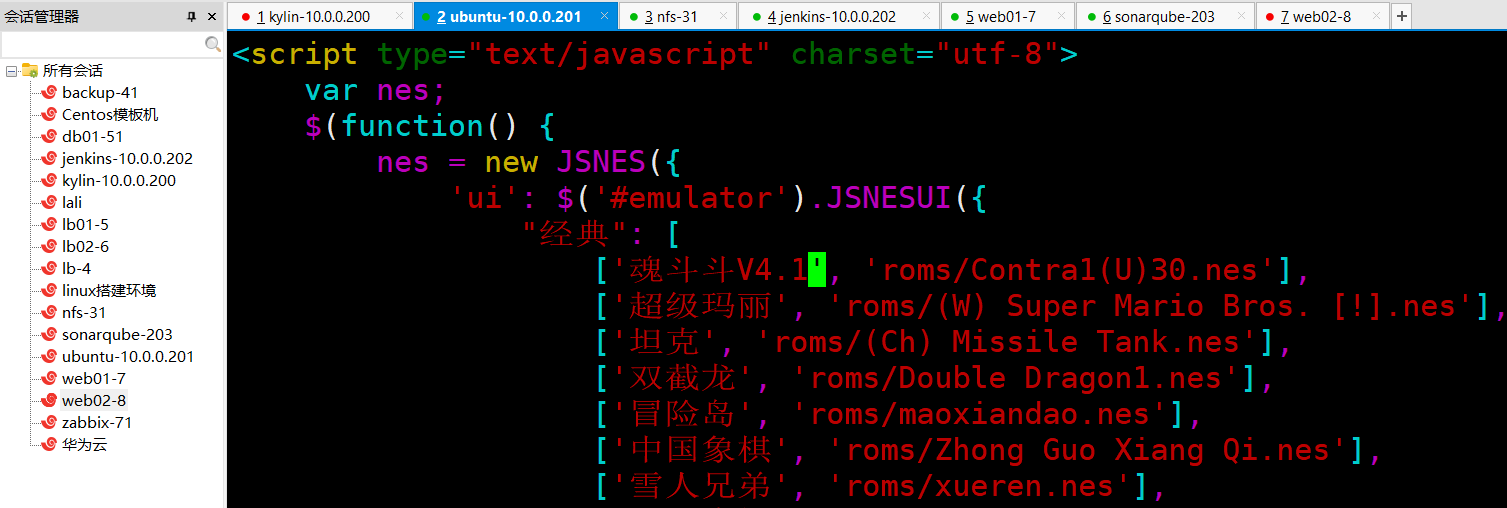 会话管理器
所有会话
backup-41
Centos模板机
db01-51
jenkins-10.0.0.202
kylin-10.0.0.200
lali
lb01-5
lb02-6
lb-4
linux搭建环境
nfs-31
sonarqube-203
ubuntu-10.0.0.201
web01-7
web02-8
zabbix-71
华为云
1 kylin-10.0.0.200 2 ubuntu-10.0.0.201 3 nfs-31 4 jenkins-10.0.0.202 5 web01-7 6 sonarqube-203 7 web02-8
<script type="text/javascript" charset="utf-8">
var nes;
$(function() {
nes = new JSNES({
'ui': $('#emulator').JSNESUI({
"经典": [
['魂斗斗V4.1', 'roms/Contra1(U)30.nes'],
['超级玛丽', 'roms/(W) Super Mario Bros. [!].nes'],
['坦克', 'roms/(Ch) Missile Tank.nes'],
['双截龙', 'roms/Double Dragon1.nes'],
['冒险岛', 'roms/maoxiandao.nes'],
['中国象棋', 'roms/Zhong Guo Xiang Qi.nes'],
['雪人兄弟', 'roms/xueren.nes'],